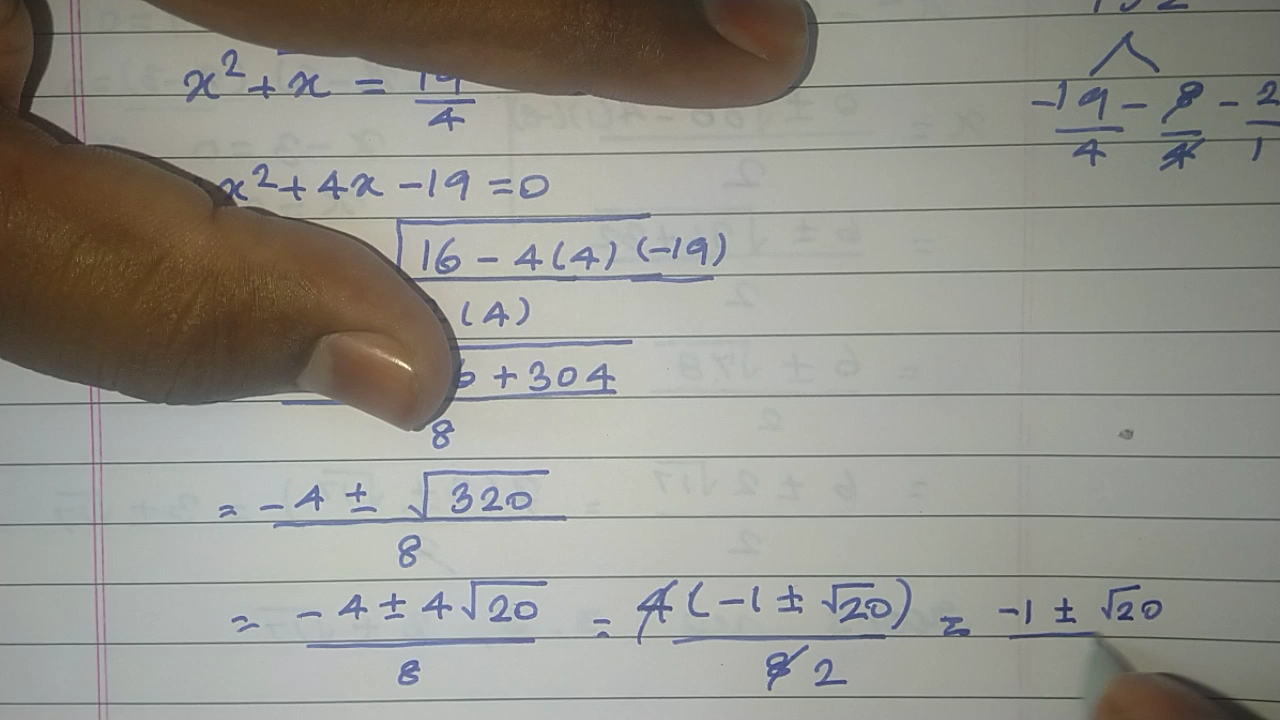 x² + x = 19/4
x² + 4x - 19 = 0
√16 - 4(4)(-19)
(4)
6 + 304
8
= -4 ± √320
8
= -4 ± 4√20 = 4(-1 ± √20) = -1 ± √20
8 8 2
-19 - 8 - 2
4 4 1